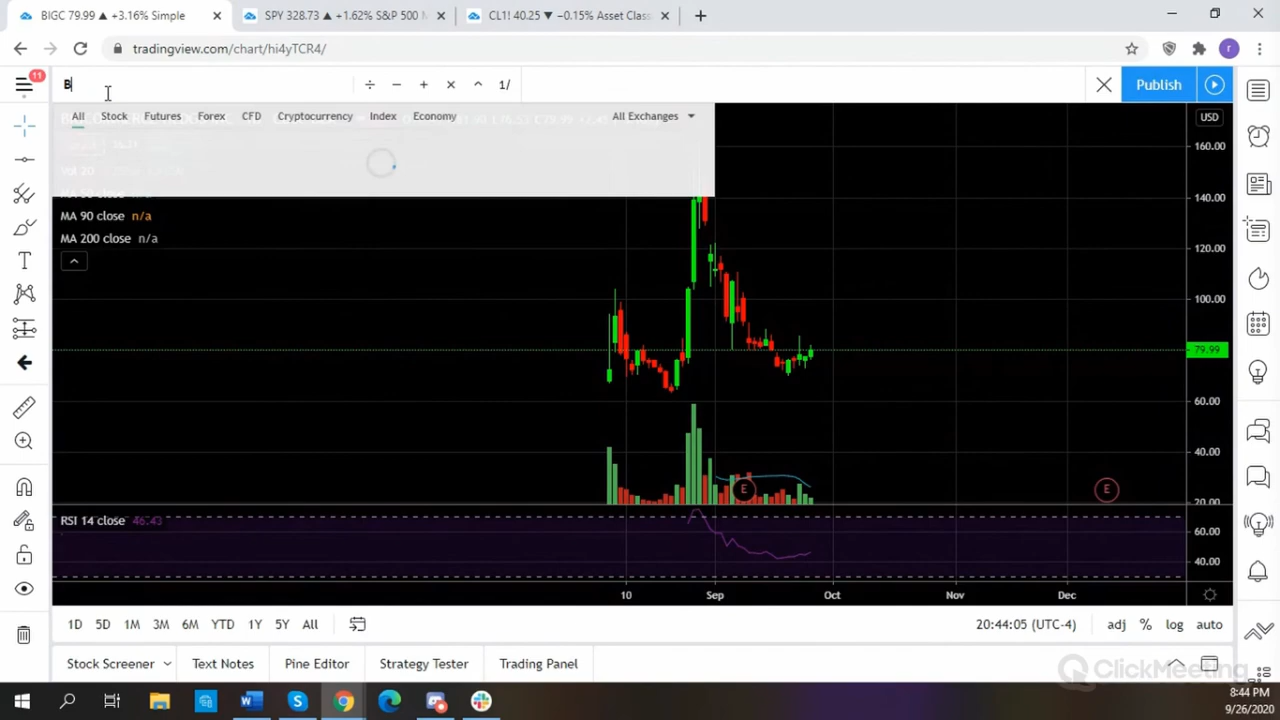 BIGC 79.99 ▲ +3.16% Simple
SPY 328.73 ▲ +1.62% S&P 500
CL1! 40.25 ▼ −0.15% Asset Class
tradingview.com/chart/hi4yTCR4/
r
11
B
÷ − + × ^ 1/
Publish
All Stock Futures Forex CFD Cryptocurrency Index Economy
All Exchanges
USD
Vol 20
MA 90 close n/a
MA 200 close n/a
160.00
140.00
120.00
100.00
79.99
60.00
40.00
20.00
E
E
RSI 14 close 46.43
60.00
40.00
10 Sep Oct Nov Dec
1D 5D 1M 3M 6M YTD 1Y 5Y All
20:44:05 (UTC-4) adj % log auto
Stock Screener Text Notes Pine Editor Strategy Tester Trading Panel
ClickMeeting
8:44 PM
9/26/2020